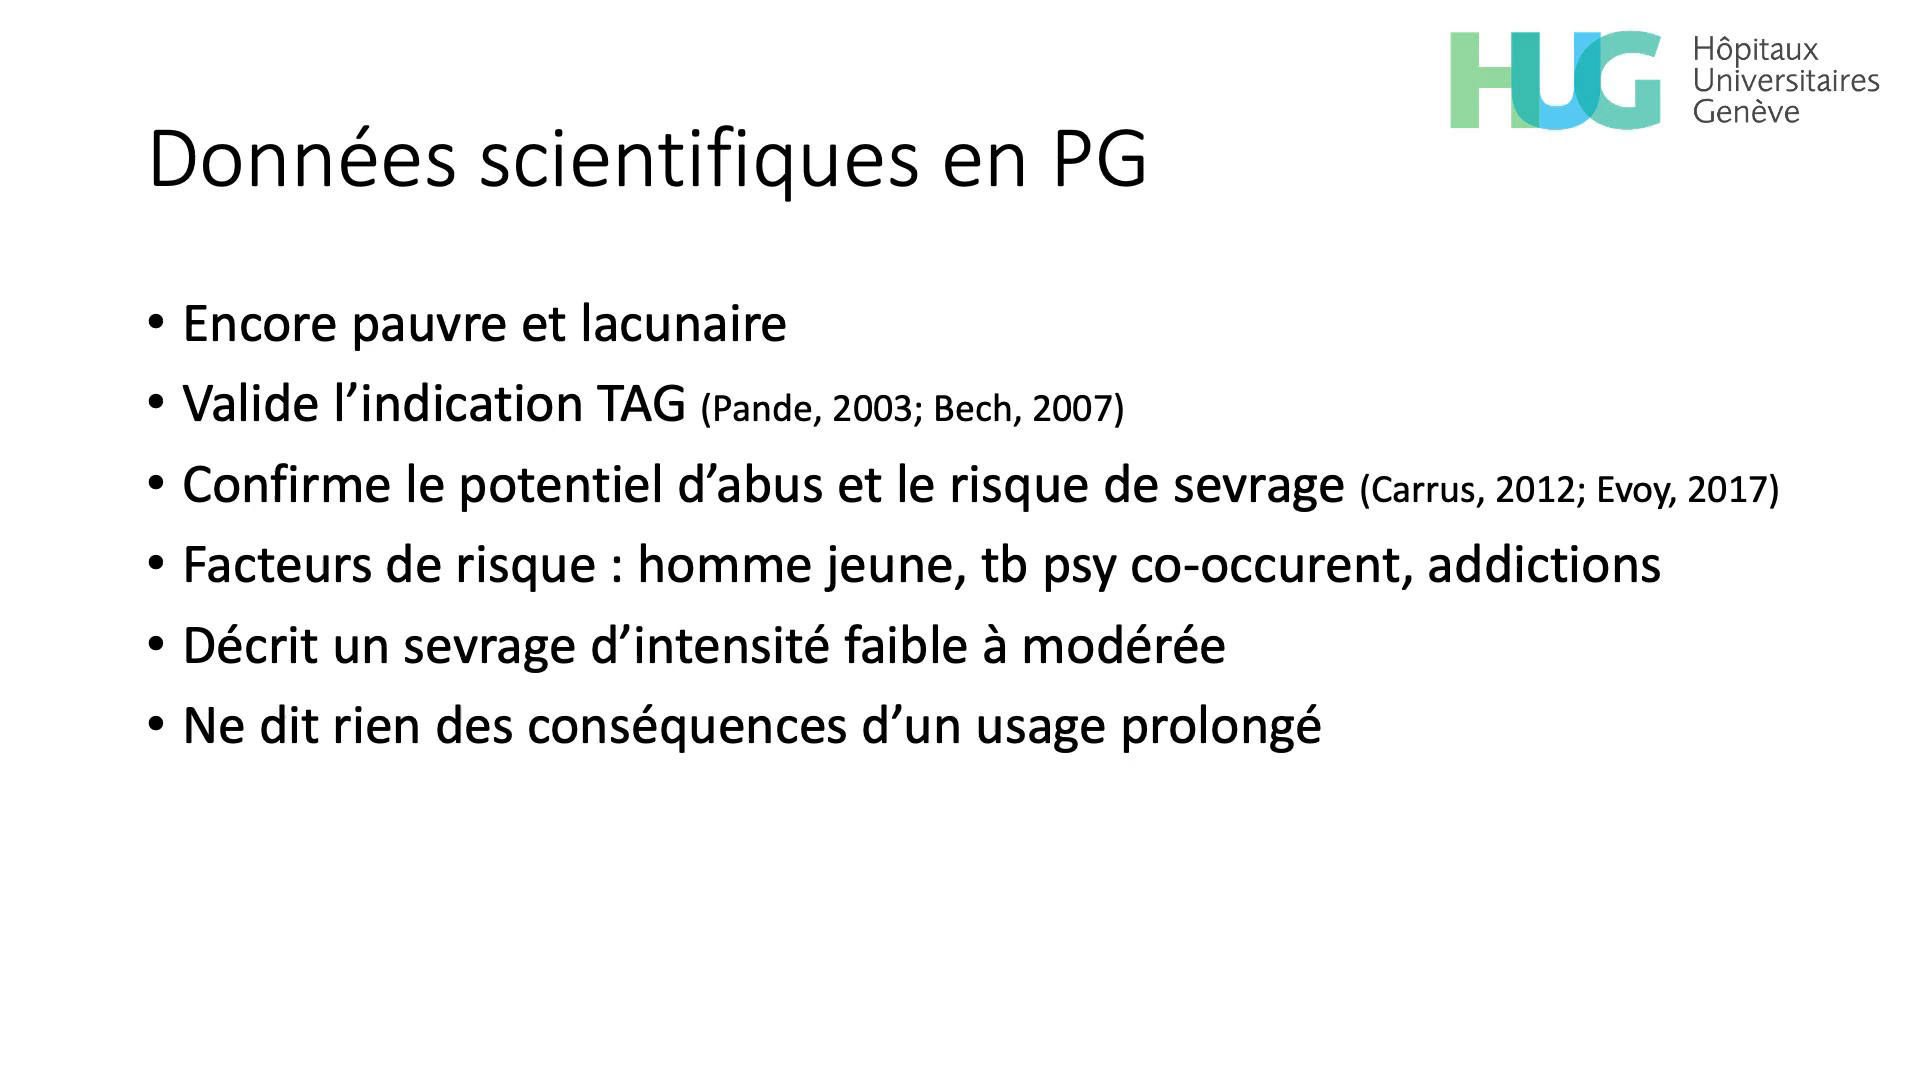 HUG
Hôpitaux
Universitaires
Genève
Données scientifiques en PG
• Encore pauvre et lacunaire
• Valide l’indication TAG (Pande, 2003; Bech, 2007)
• Confirme le potentiel d’abus et le risque de sevrage (Carrus, 2012; Evoy, 2017)
• Facteurs de risque : homme jeune, tb psy co-occurent, addictions
• Décrit un sevrage d’intensité faible à modérée
• Ne dit rien des conséquences d’un usage prolongé